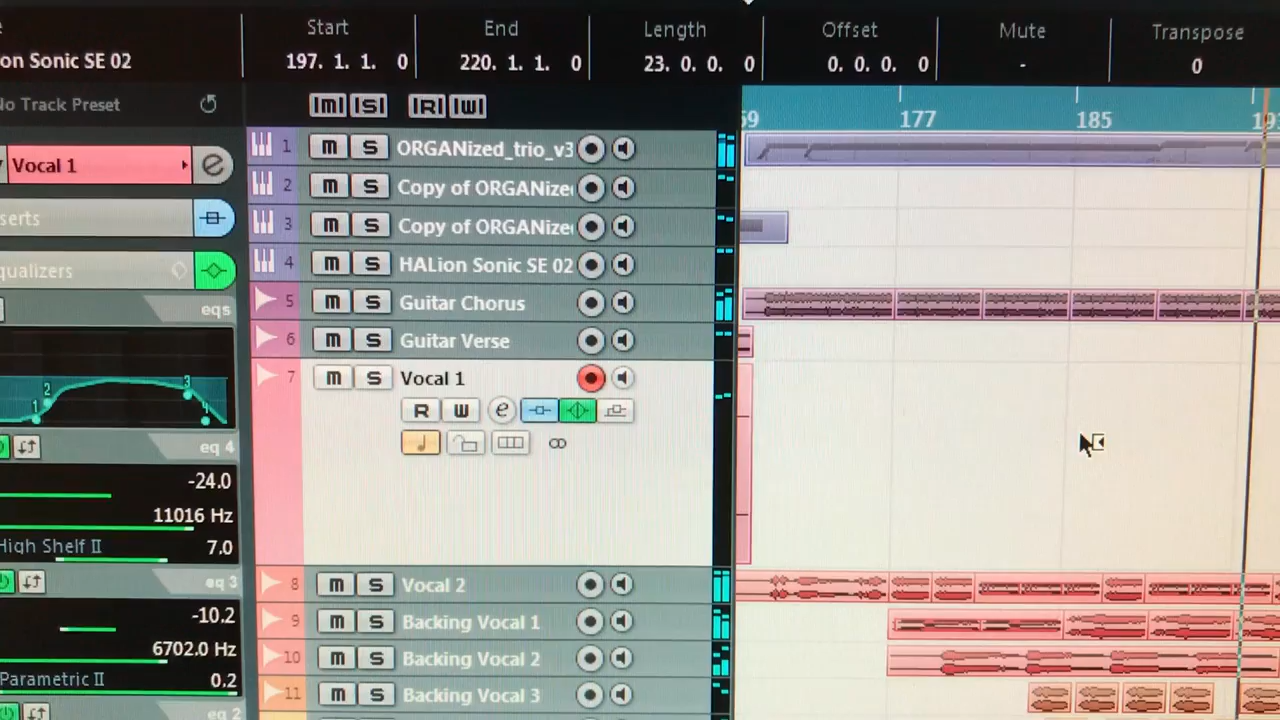 Start End Length Offset Mute Transpose
on Sonic SE 02 197. 1. 1. 0 220. 1. 1. 0 23. 0. 0. 0 0. 0. 0. 0 - 0
No Track Preset
[m] [S] [R] [W]
59 177 185 193
Vocal 1 e
serts
qualizers
eqs
1 2 3 4
eq 4
-24.0
11016 Hz
High Shelf II 7.0
eq 3
-10.2
6702.0 Hz
Parametric II 0.2
eq 2
1 m S ORGANized_trio_v3
2 m S Copy of ORGANize
3 m S Copy of ORGANize
4 m S HALion Sonic SE 02
5 m S Guitar Chorus
6 m S Guitar Verse
7 m S Vocal 1
R W e
8 m S Vocal 2
9 m S Backing Vocal 1
10 m S Backing Vocal 2
11 m S Backing Vocal 3